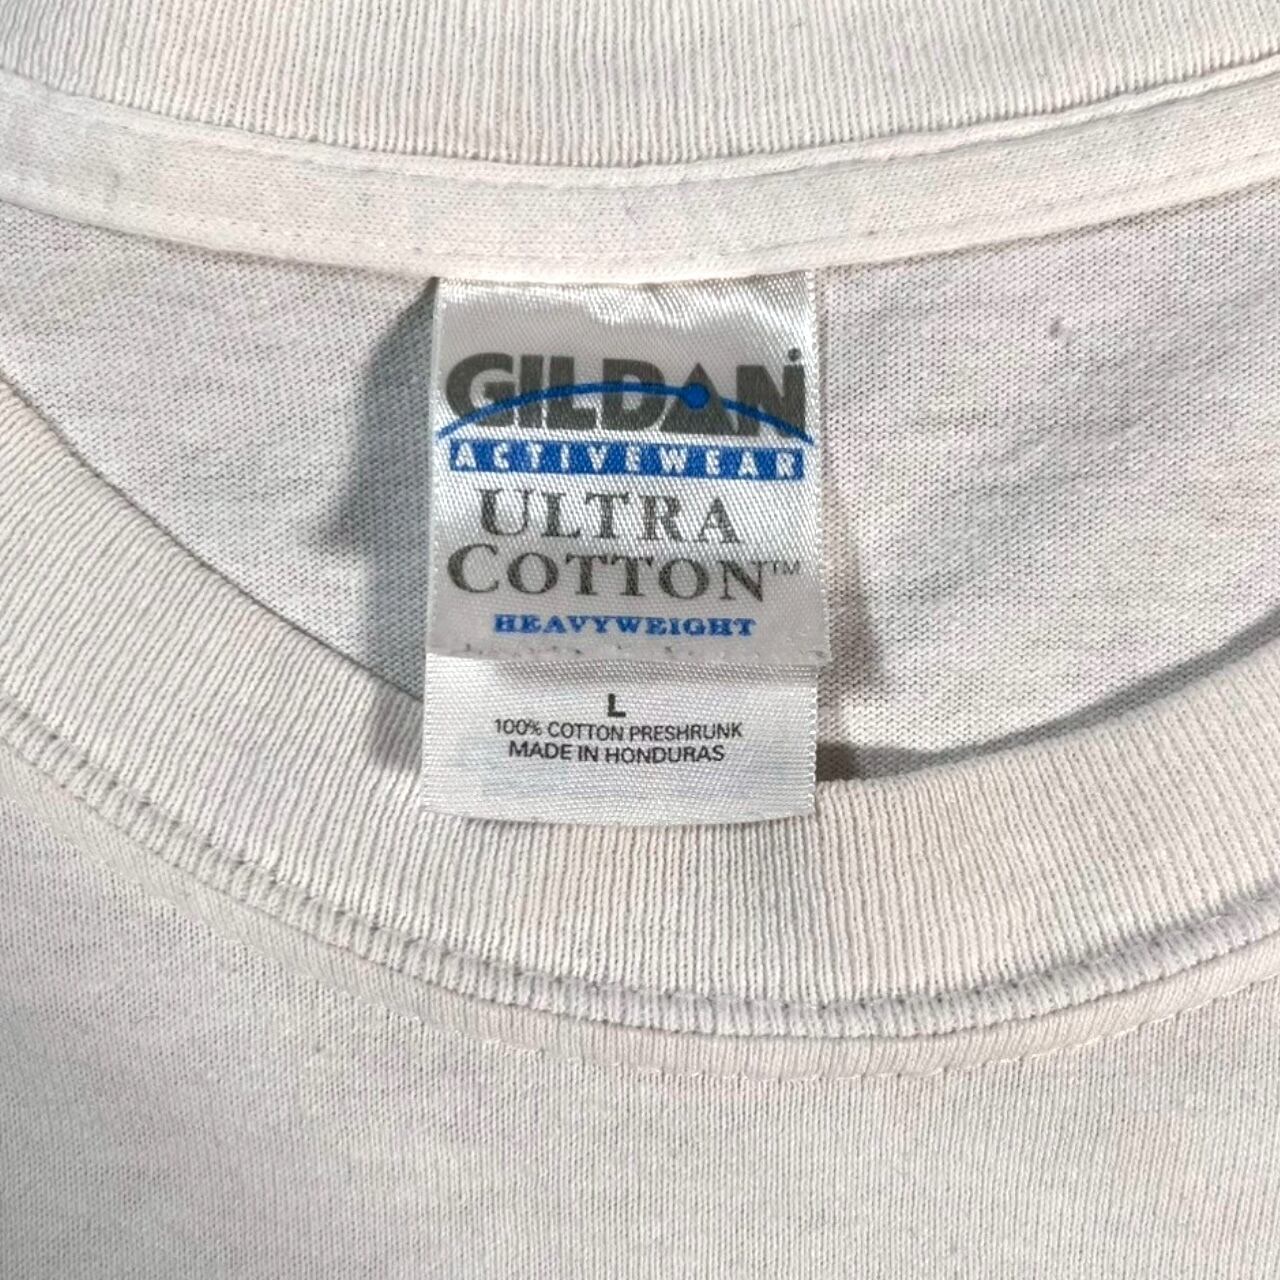 GILDAN
ACTIVEWEAR
ULTRA
COTTON™
HEAVYWEIGHT
L
100% COTTON PRESHRUNK
MADE IN HONDURAS